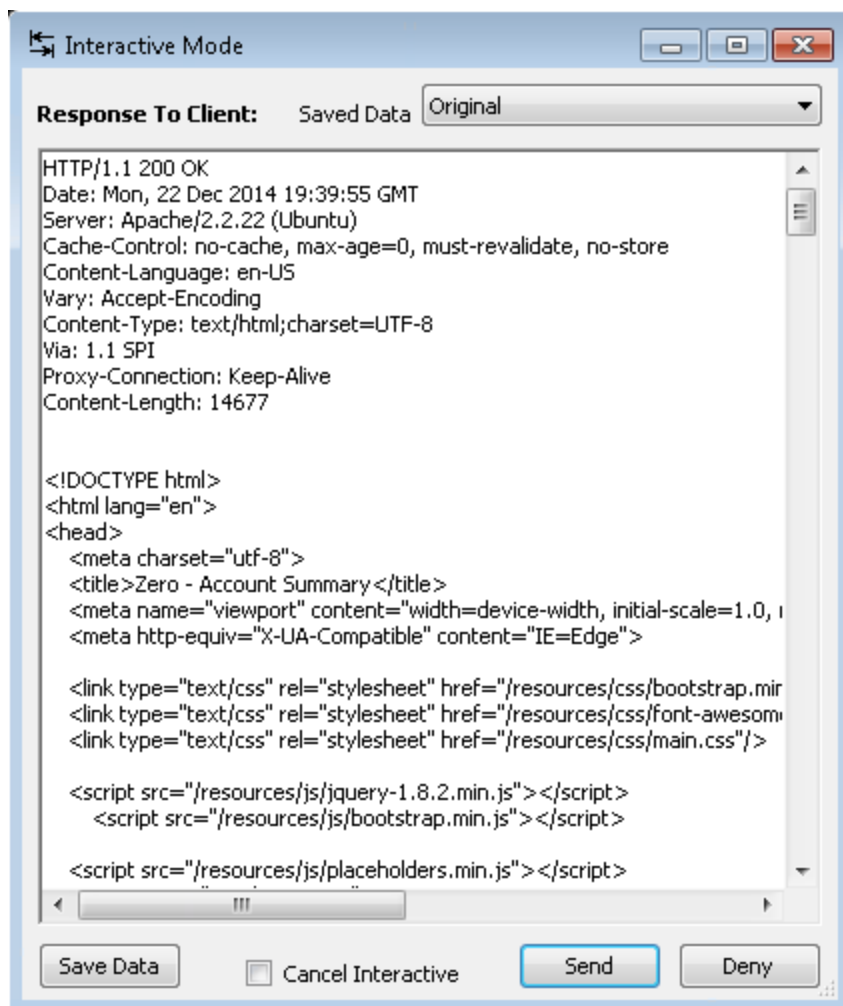 Interactive Mode
Response To Client: Saved Data Original
HTTP/1.1 200 OK
Date: Mon, 22 Dec 2014 19:39:55 GMT
Server: Apache/2.2.22 (Ubuntu)
Cache-Control: no-cache, max-age=0, must-revalidate, no-store
Content-Language: en-US
Vary: Accept-Encoding
Content-Type: text/html;charset=UTF-8
Via: 1.1 SPI
Proxy-Connection: Keep-Alive
Content-Length: 14677
<!DOCTYPE html>
<html lang="en">
<head>
<meta charset="utf-8">
<title>Zero - Account Summary</title>
<meta name="viewport" content="width=device-width, initial-scale=1.0,
<meta http-equiv="X-UA-Compatible" content="IE=Edge">
<link type="text/css" rel="stylesheet" href="/resources/css/bootstrap.min
<link type="text/css" rel="stylesheet" href="/resources/css/font-awesom
<link type="text/css" rel="stylesheet" href="/resources/css/main.css"/>
<script src="/resources/js/jquery-1.8.2.min.js"></script>
<script src="/resources/js/bootstrap.min.js"></script>
<script src="/resources/js/placeholders.min.js"></script>
Save Data Cancel Interactive Send Deny